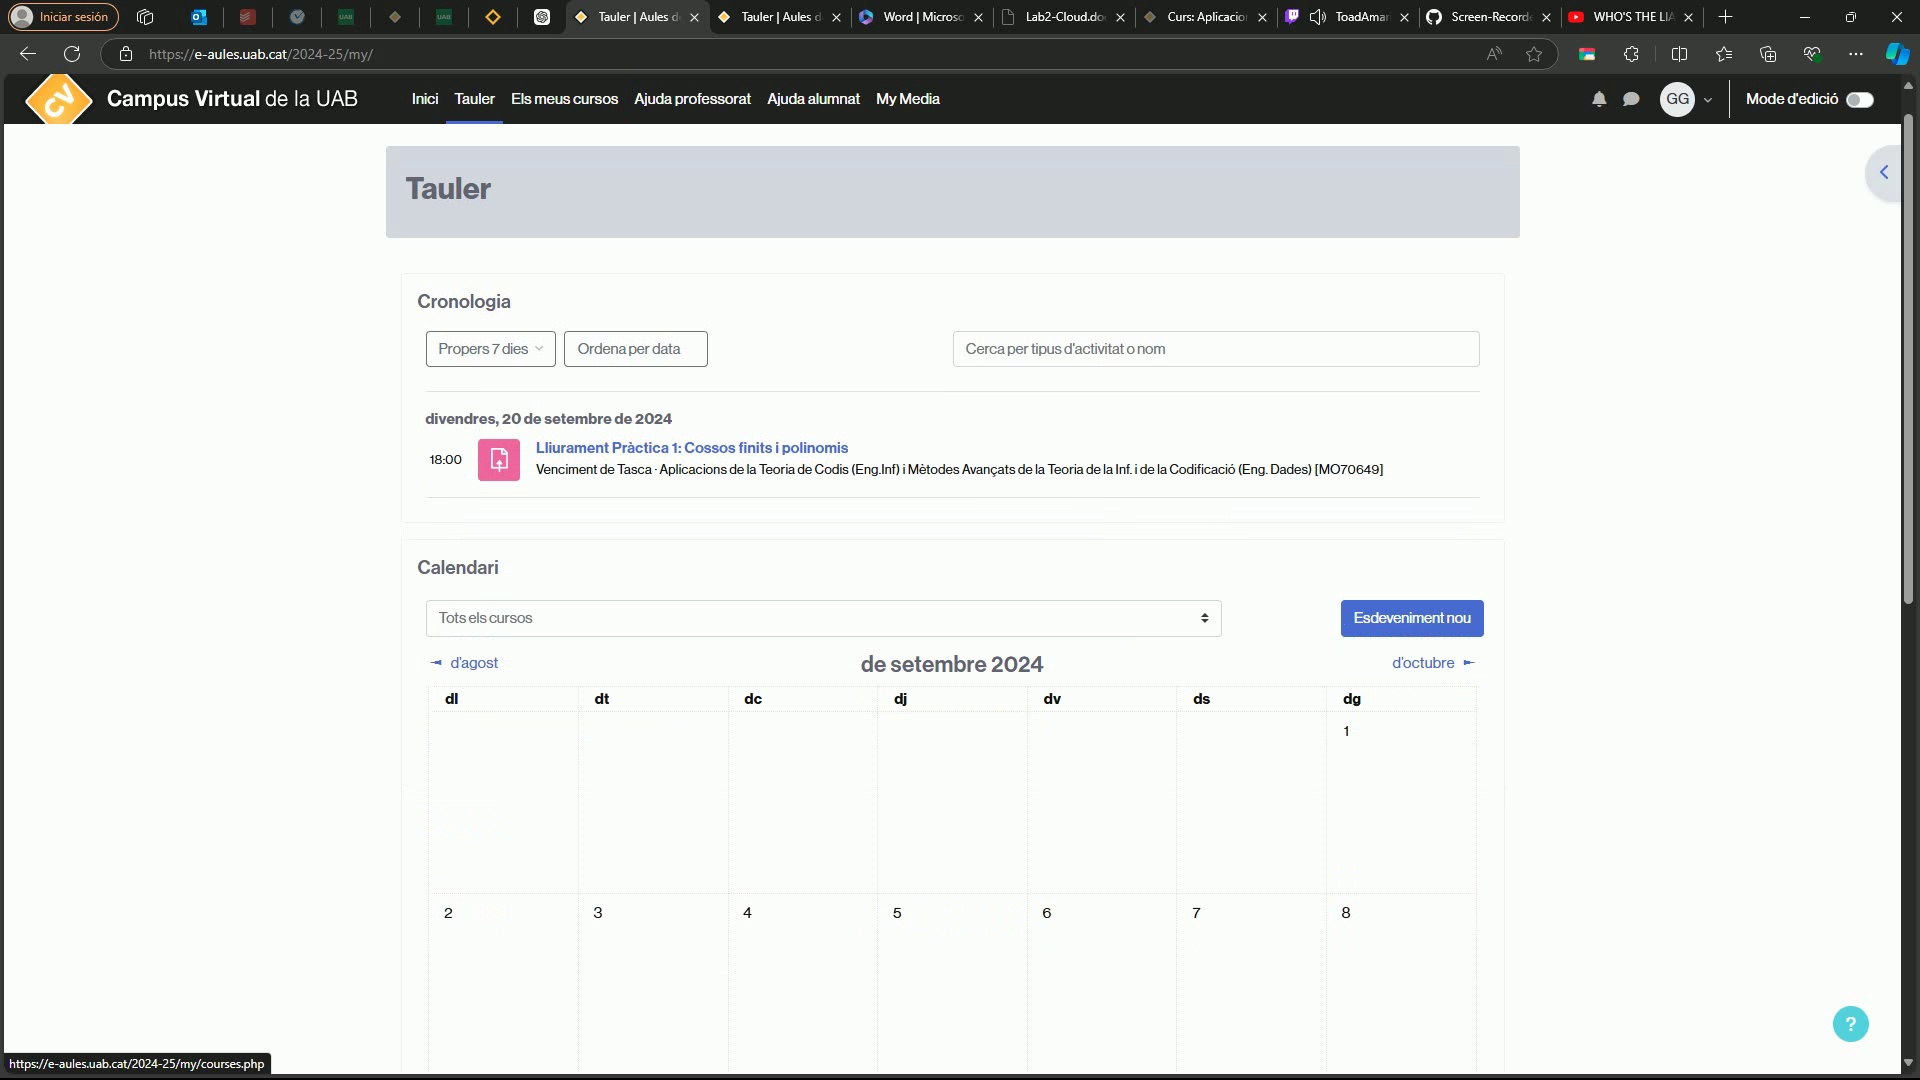 Iniciar sesión
Tauler | Aules d
Tauler | Aules d
Word | Microso
Lab2-Cloud.do
Curs: Aplicacio
ToadAmar
Screen-Record
WHO'S THE LIA
https://e-aules.uab.cat/2024-25/my/
CV
Campus Virtual de la UAB
Inici
Tauler
Els meus cursos
Ajuda professorat
Ajuda alumnat
My Media
GG
Mode d'edició
Tauler
Cronologia
Propers 7 dies
Ordena per data
Cerca per tipus d'activitat o nom
divendres, 20 de setembre de 2024
18:00
Lliurament Pràctica 1: Cossos finits i polinomis
Venciment de Tasca · Aplicacions de la Teoria de Codis (Eng.Inf) i Mètodes Avançats de la Teoria de la Inf. i de la Codificació (Eng. Dades) [MO70649]
Calendari
Tots els cursos
Esdeveniment nou
◄ d'agost
de setembre 2024
d'octubre ►
dl dt dc dj dv ds dg
1
2 3 4 5 6 7 8
?
https://e-aules.uab.cat/2024-25/my/courses.php